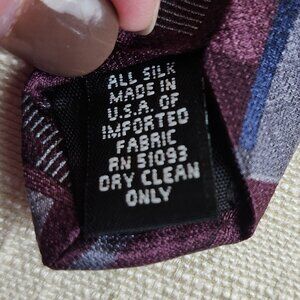 ALL SILK
MADE IN
U.S.A. OF
IMPORTED
FABRIC
RN 51093
DRY CLEAN
ONLY